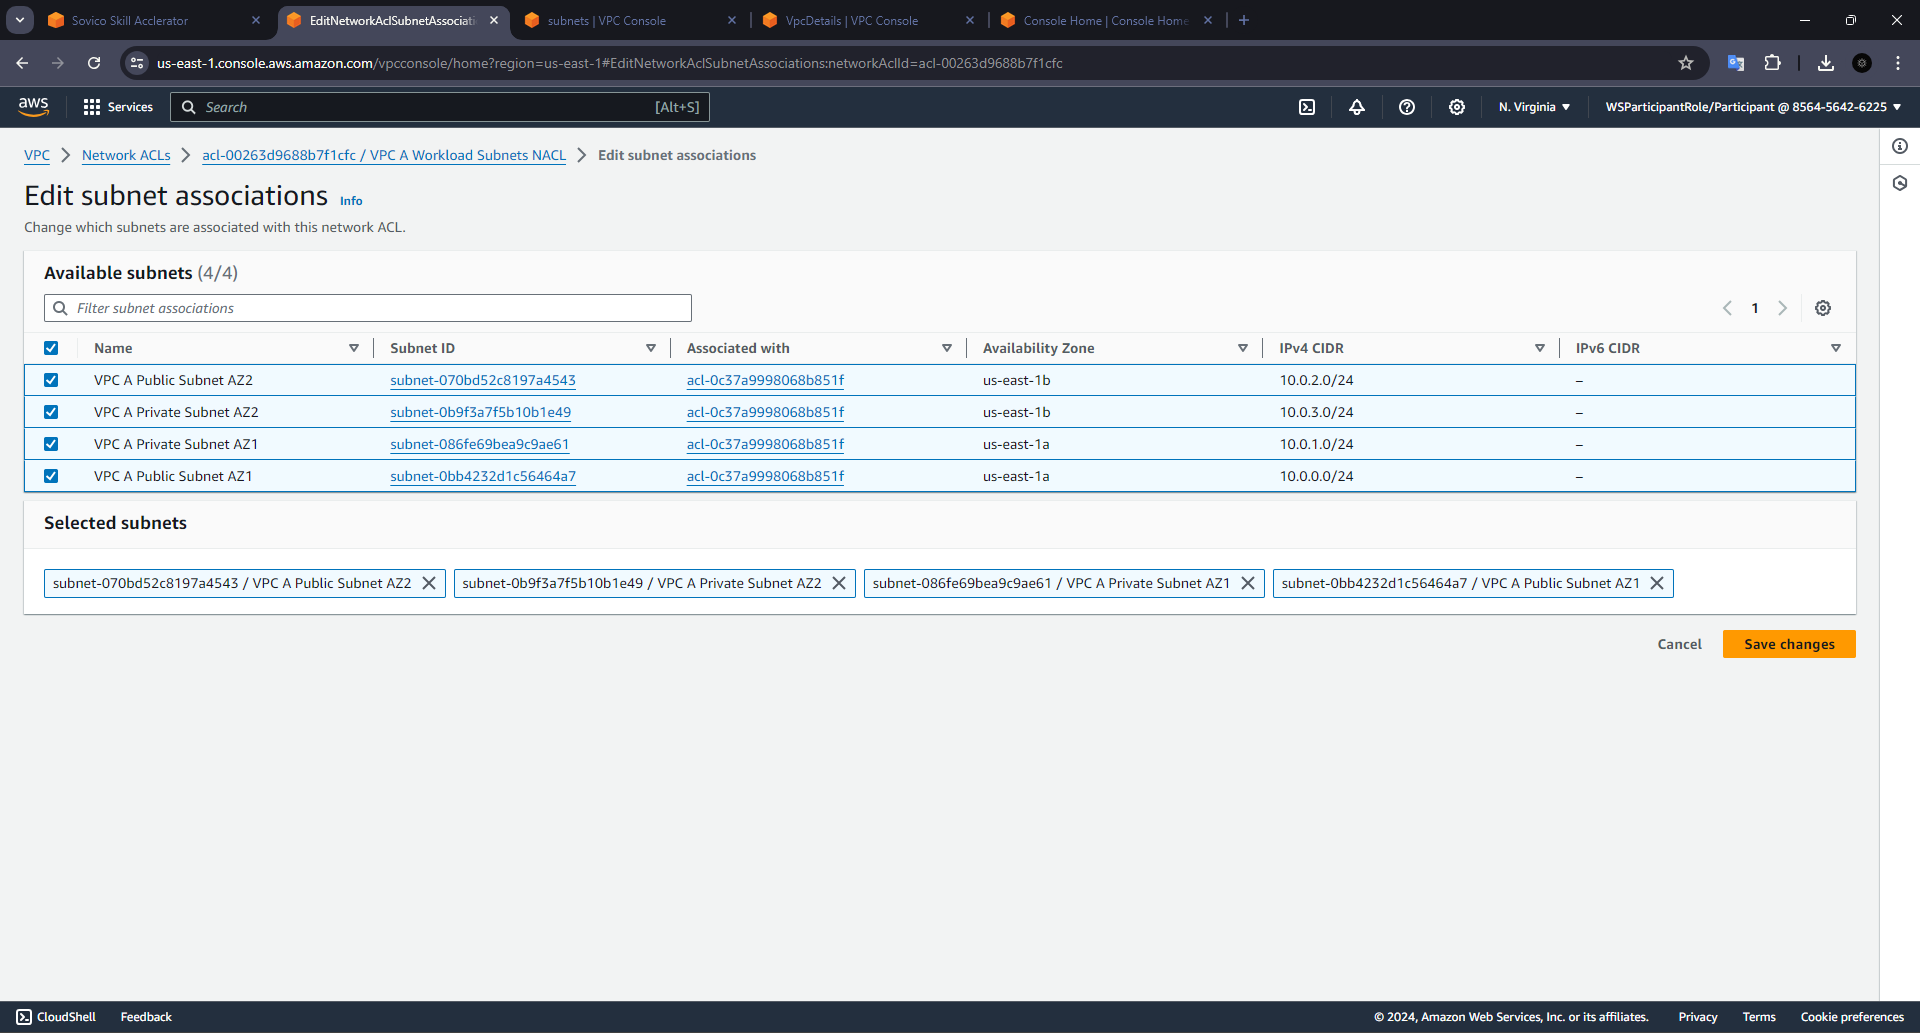 Sovico Skill Acclerator
EditNetworkAclSubnetAssociati
subnets | VPC Console
VpcDetails | VPC Console
Console Home | Console Home
us-east-1.console.aws.amazon.com/vpcconsole/home?region=us-east-1#EditNetworkAclSubnetAssociations:networkAclId=acl-00263d9688b7f1cfc
aws Services Search [Alt+S] N. Virginia WSParticipantRole/Participant @ 8564-5642-6225
VPC > Network ACLs > acl-00263d9688b7f1cfc / VPC A Workload Subnets NACL > Edit subnet associations
Edit subnet associations Info
Change which subnets are associated with this network ACL.
Available subnets (4/4)
Filter subnet associations
1
Name Subnet ID Associated with Availability Zone IPv4 CIDR IPv6 CIDR
VPC A Public Subnet AZ2 subnet-070bd52c8197a4543 acl-0c37a9998068b851f us-east-1b 10.0.2.0/24 –
VPC A Private Subnet AZ2 subnet-0b9f3a7f5b10b1e49 acl-0c37a9998068b851f us-east-1b 10.0.3.0/24 –
VPC A Private Subnet AZ1 subnet-086fe69bea9c9ae61 acl-0c37a9998068b851f us-east-1a 10.0.1.0/24 –
VPC A Public Subnet AZ1 subnet-0bb4232d1c56464a7 acl-0c37a9998068b851f us-east-1a 10.0.0.0/24 –
Selected subnets
subnet-070bd52c8197a4543 / VPC A Public Subnet AZ2
subnet-0b9f3a7f5b10b1e49 / VPC A Private Subnet AZ2
subnet-086fe69bea9c9ae61 / VPC A Private Subnet AZ1
subnet-0bb4232d1c56464a7 / VPC A Public Subnet AZ1
Cancel Save changes
CloudShell Feedback © 2024, Amazon Web Services, Inc. or its affiliates. Privacy Terms Cookie preferences